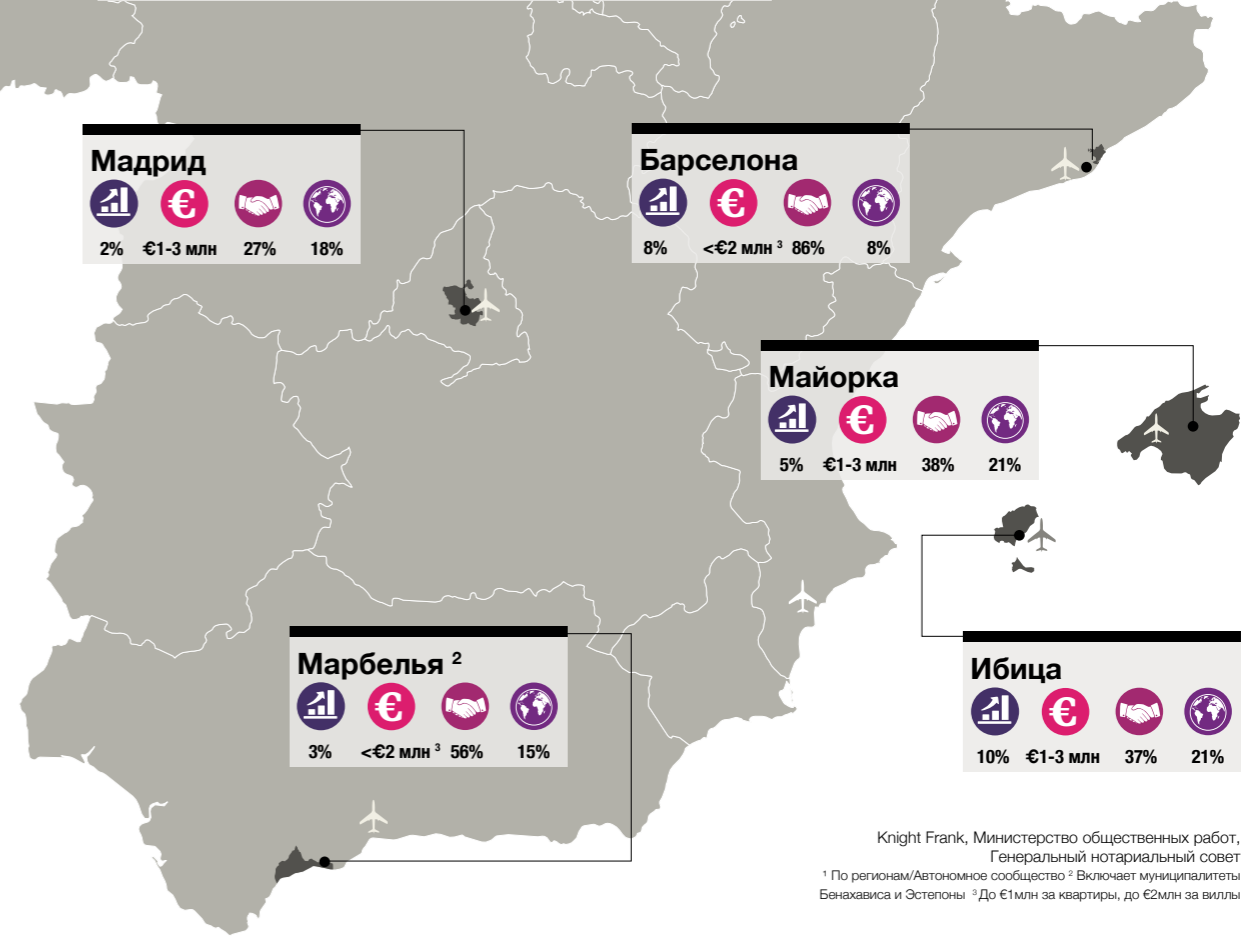 Мадрид
2% €1-3 млн 27% 18%
Барселона
8% <€2 млн ³ 86% 8%
Майорка
5% €1-3 млн 38% 21%
Марбелья ²
3% <€2 млн ³ 56% 15%
Ибица
10% €1-3 млн 37% 21%
Knight Frank, Министерство общественных работ,
Генеральный нотариальный совет
¹ По регионам/Автономное сообщество ² Включает муниципалитеты
Бенахависа и Эстепоны ³ До €1млн за квартиры, до €2млн за виллы